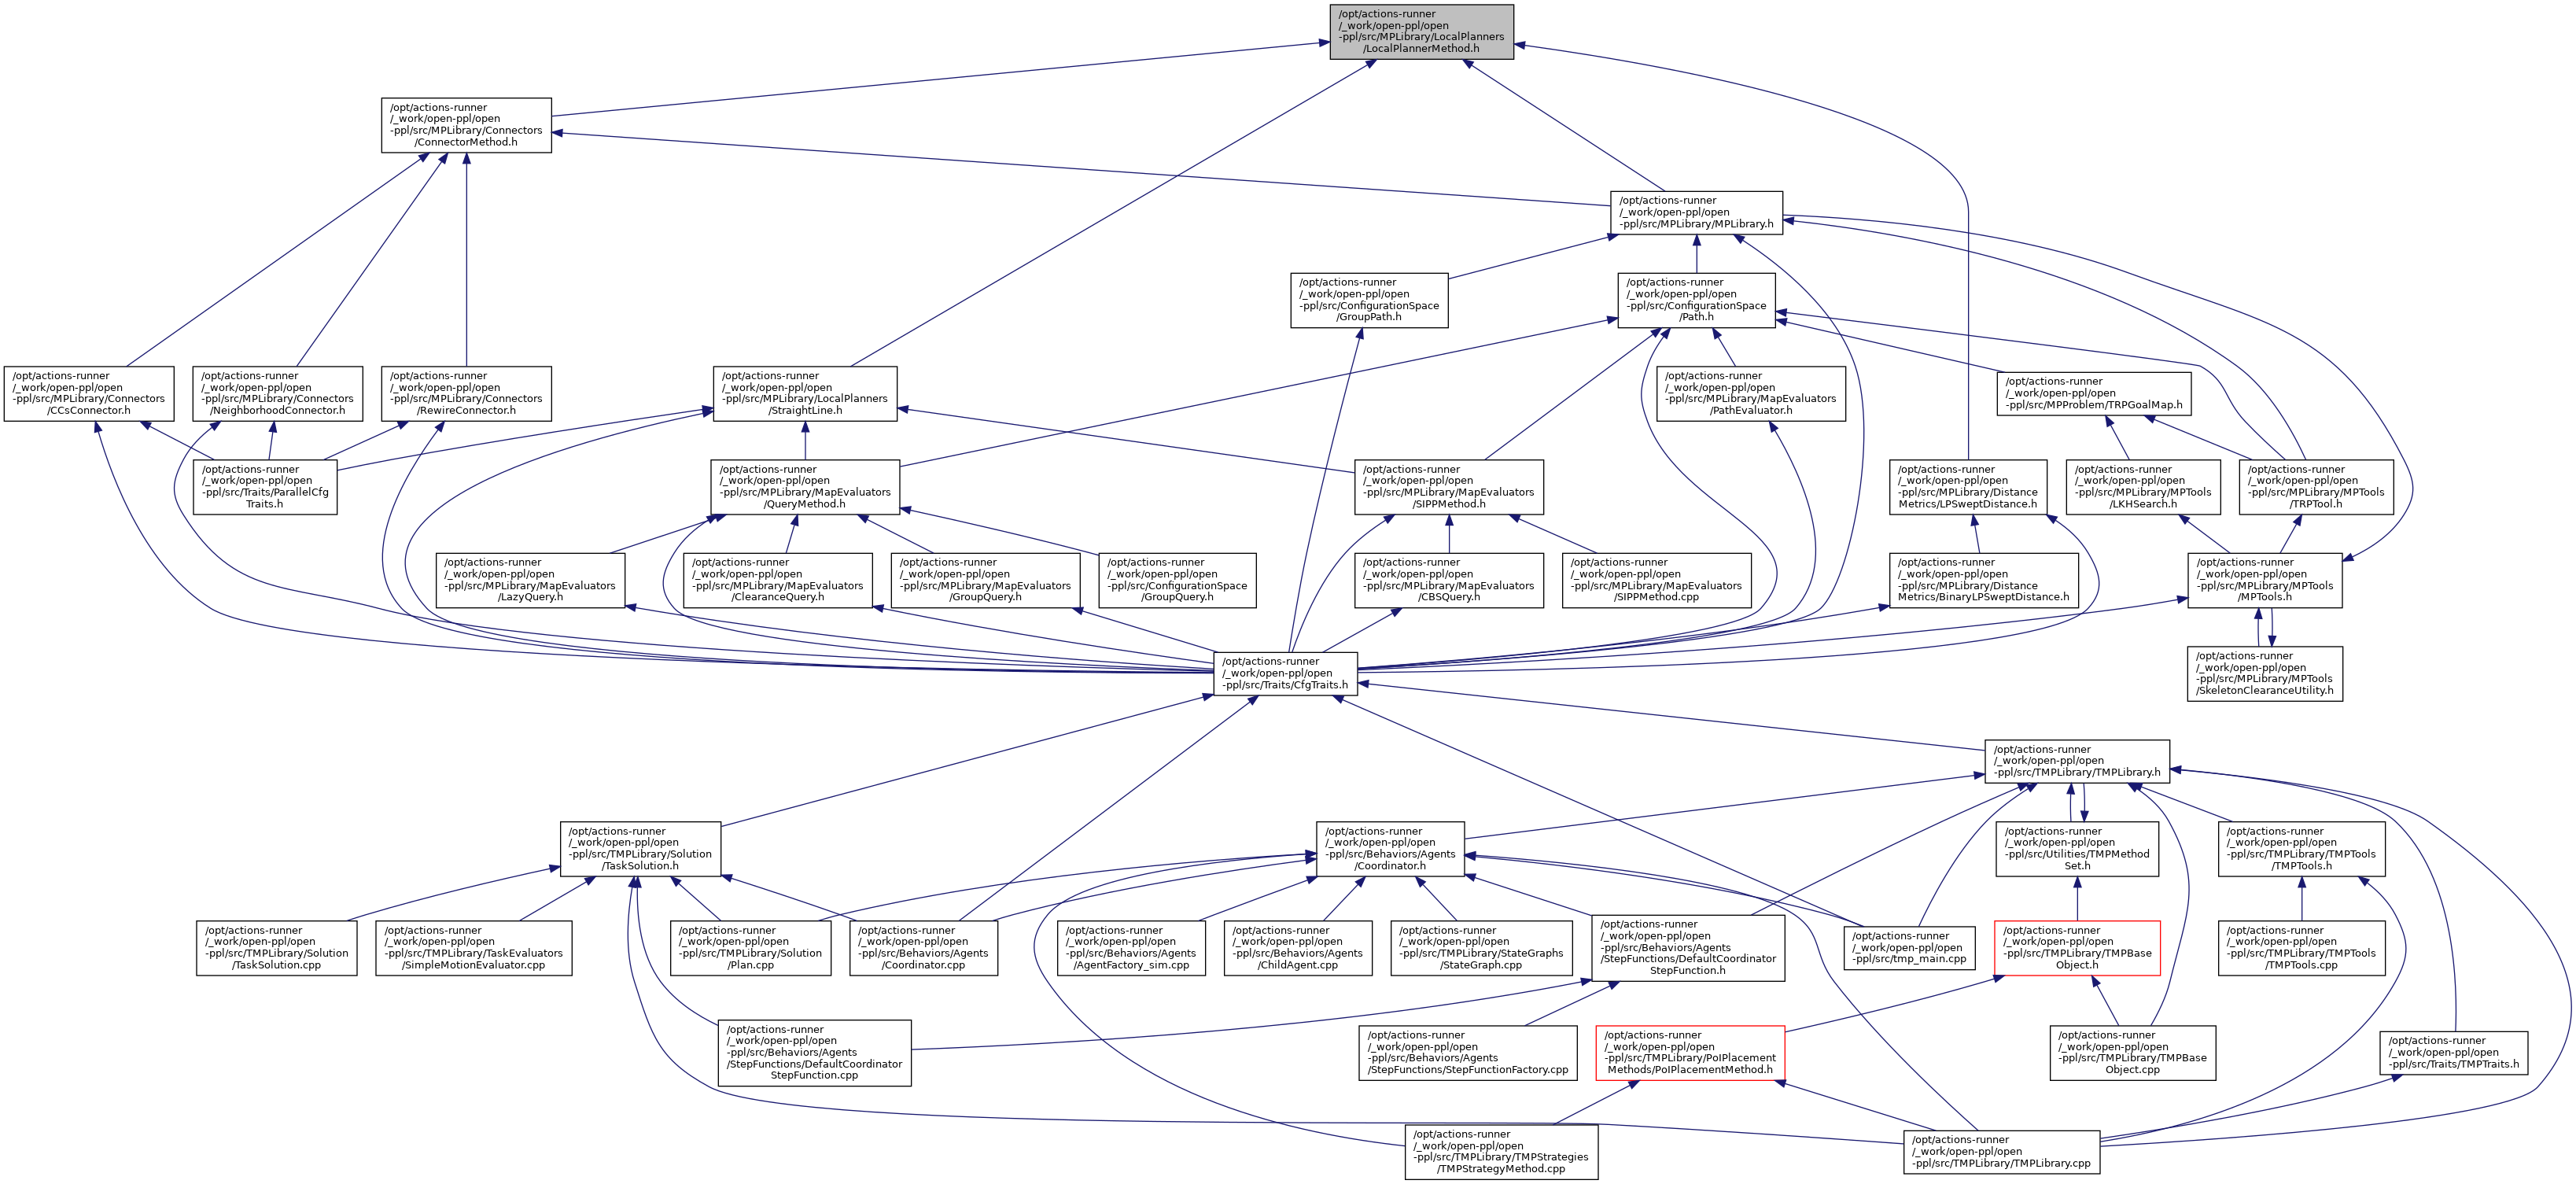 /opt/actions-runner
/_work/open-ppl/open
-ppl/src/MPLibrary/LocalPlanners
/LocalPlannerMethod.h
/opt/actions-runner
/_work/open-ppl/open
-ppl/src/MPLibrary/Connectors
/ConnectorMethod.h
/opt/actions-runner
/_work/open-ppl/open
-ppl/src/MPLibrary/MPLibrary.h
/opt/actions-runner
/_work/open-ppl/open
-ppl/src/ConfigurationSpace
/GroupPath.h
/opt/actions-runner
/_work/open-ppl/open
-ppl/src/ConfigurationSpace
/Path.h
/opt/actions-runner
/_work/open-ppl/open
-ppl/src/MPLibrary/Connectors
/CCsConnector.h
/opt/actions-runner
/_work/open-ppl/open
-ppl/src/MPLibrary/Connectors
/NeighborhoodConnector.h
/opt/actions-runner
/_work/open-ppl/open
-ppl/src/MPLibrary/Connectors
/RewireConnector.h
/opt/actions-runner
/_work/open-ppl/open
-ppl/src/MPLibrary/LocalPlanners
/StraightLine.h
/opt/actions-runner
/_work/open-ppl/open
-ppl/src/MPLibrary/MapEvaluators
/PathEvaluator.h
/opt/actions-runner
/_work/open-ppl/open
-ppl/src/MPProblem/TRPGoalMap.h
/opt/actions-runner
/_work/open-ppl/open
-ppl/src/Traits/ParallelCfg
Traits.h
/opt/actions-runner
/_work/open-ppl/open
-ppl/src/MPLibrary/MapEvaluators
/QueryMethod.h
/opt/actions-runner
/_work/open-ppl/open
-ppl/src/MPLibrary/MapEvaluators
/SIPPMethod.h
/opt/actions-runner
/_work/open-ppl/open
-ppl/src/MPLibrary/Distance
Metrics/LPSweptDistance.h
/opt/actions-runner
/_work/open-ppl/open
-ppl/src/MPLibrary/MPTools
/LKHSearch.h
/opt/actions-runner
/_work/open-ppl/open
-ppl/src/MPLibrary/MPTools
/TRPTool.h
/opt/actions-runner
/_work/open-ppl/open
-ppl/src/MPLibrary/MapEvaluators
/LazyQuery.h
/opt/actions-runner
/_work/open-ppl/open
-ppl/src/MPLibrary/MapEvaluators
/ClearanceQuery.h
/opt/actions-runner
/_work/open-ppl/open
-ppl/src/MPLibrary/MapEvaluators
/GroupQuery.h
/opt/actions-runner
/_work/open-ppl/open
-ppl/src/ConfigurationSpace
/GroupQuery.h
/opt/actions-runner
/_work/open-ppl/open
-ppl/src/MPLibrary/MapEvaluators
/CBSQuery.h
/opt/actions-runner
/_work/open-ppl/open
-ppl/src/MPLibrary/MapEvaluators
/SIPPMethod.cpp
/opt/actions-runner
/_work/open-ppl/open
-ppl/src/MPLibrary/Distance
Metrics/BinaryLPSweptDistance.h
/opt/actions-runner
/_work/open-ppl/open
-ppl/src/MPLibrary/MPTools
/MPTools.h
/opt/actions-runner
/_work/open-ppl/open
-ppl/src/Traits/CfgTraits.h
/opt/actions-runner
/_work/open-ppl/open
-ppl/src/MPLibrary/MPTools
/SkeletonClearanceUtility.h
/opt/actions-runner
/_work/open-ppl/open
-ppl/src/TMPLibrary/TMPLibrary.h
/opt/actions-runner
/_work/open-ppl/open
-ppl/src/TMPLibrary/Solution
/TaskSolution.h
/opt/actions-runner
/_work/open-ppl/open
-ppl/src/Behaviors/Agents
/Coordinator.h
/opt/actions-runner
/_work/open-ppl/open
-ppl/src/Utilities/TMPMethod
Set.h
/opt/actions-runner
/_work/open-ppl/open
-ppl/src/TMPLibrary/TMPTools
/TMPTools.h
/opt/actions-runner
/_work/open-ppl/open
-ppl/src/TMPLibrary/Solution
/TaskSolution.cpp
/opt/actions-runner
/_work/open-ppl/open
-ppl/src/TMPLibrary/TaskEvaluators
/SimpleMotionEvaluator.cpp
/opt/actions-runner
/_work/open-ppl/open
-ppl/src/TMPLibrary/Solution
/Plan.cpp
/opt/actions-runner
/_work/open-ppl/open
-ppl/src/Behaviors/Agents
/Coordinator.cpp
/opt/actions-runner
/_work/open-ppl/open
-ppl/src/Behaviors/Agents
/AgentFactory_sim.cpp
/opt/actions-runner
/_work/open-ppl/open
-ppl/src/Behaviors/Agents
/ChildAgent.cpp
/opt/actions-runner
/_work/open-ppl/open
-ppl/src/TMPLibrary/StateGraphs
/StateGraph.cpp
/opt/actions-runner
/_work/open-ppl/open
-ppl/src/Behaviors/Agents
/StepFunctions/DefaultCoordinator
StepFunction.h
/opt/actions-runner
/_work/open-ppl/open
-ppl/src/tmp_main.cpp
/opt/actions-runner
/_work/open-ppl/open
-ppl/src/TMPLibrary/TMPBase
Object.h
/opt/actions-runner
/_work/open-ppl/open
-ppl/src/TMPLibrary/TMPTools
/TMPTools.cpp
/opt/actions-runner
/_work/open-ppl/open
-ppl/src/Behaviors/Agents
/StepFunctions/DefaultCoordinator
StepFunction.cpp
/opt/actions-runner
/_work/open-ppl/open
-ppl/src/Behaviors/Agents
/StepFunctions/StepFunctionFactory.cpp
/opt/actions-runner
/_work/open-ppl/open
-ppl/src/TMPLibrary/PoIPlacement
Methods/PoIPlacementMethod.h
/opt/actions-runner
/_work/open-ppl/open
-ppl/src/TMPLibrary/TMPBase
Object.cpp
/opt/actions-runner
/_work/open-ppl/open
-ppl/src/Traits/TMPTraits.h
/opt/actions-runner
/_work/open-ppl/open
-ppl/src/TMPLibrary/TMPStrategies
/TMPStrategyMethod.cpp
/opt/actions-runner
/_work/open-ppl/open
-ppl/src/TMPLibrary/TMPLibrary.cpp